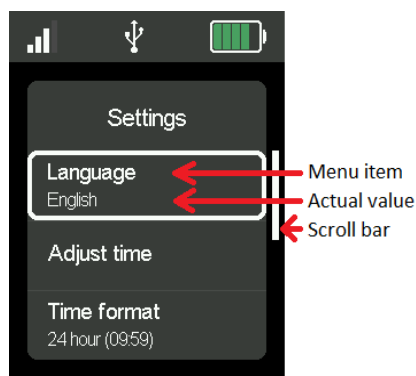 Settings
Language
Menu item
English
Actual value
Scroll bar
Adjust time
Time format
24 hour (09:59)